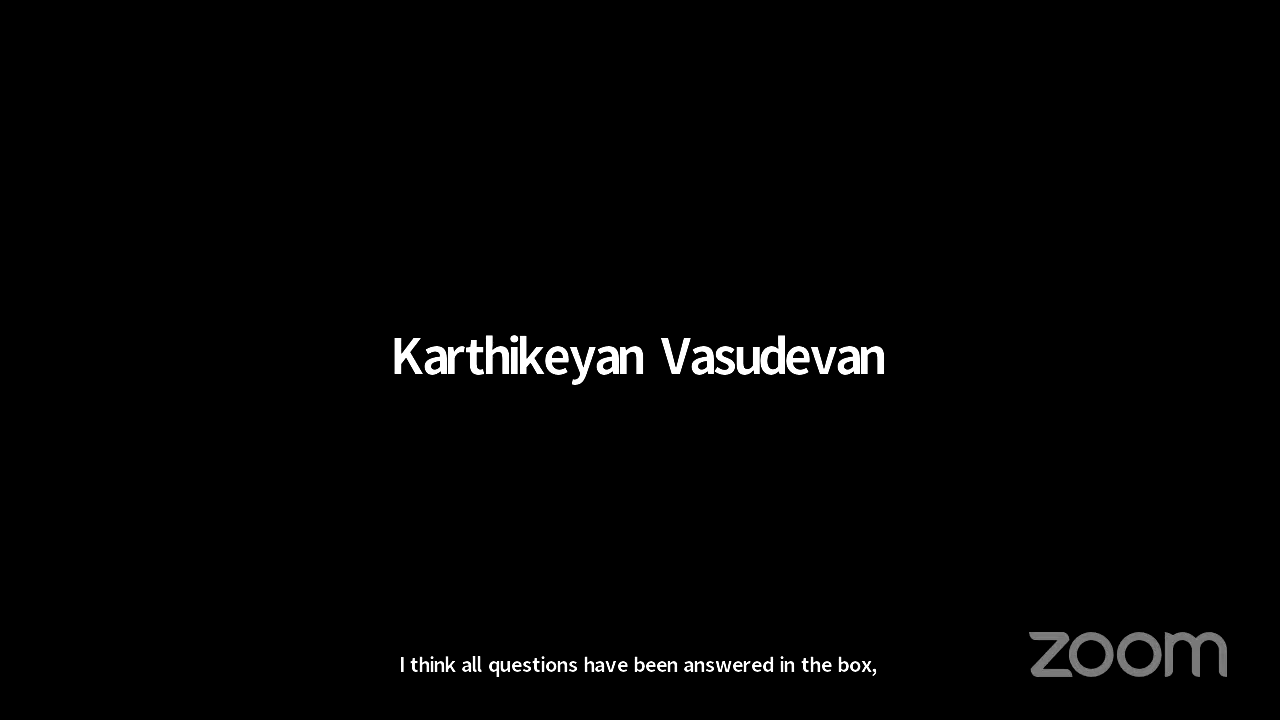 Karthikeyan Vasudevan
I think all questions have been answered in the box,
zoom